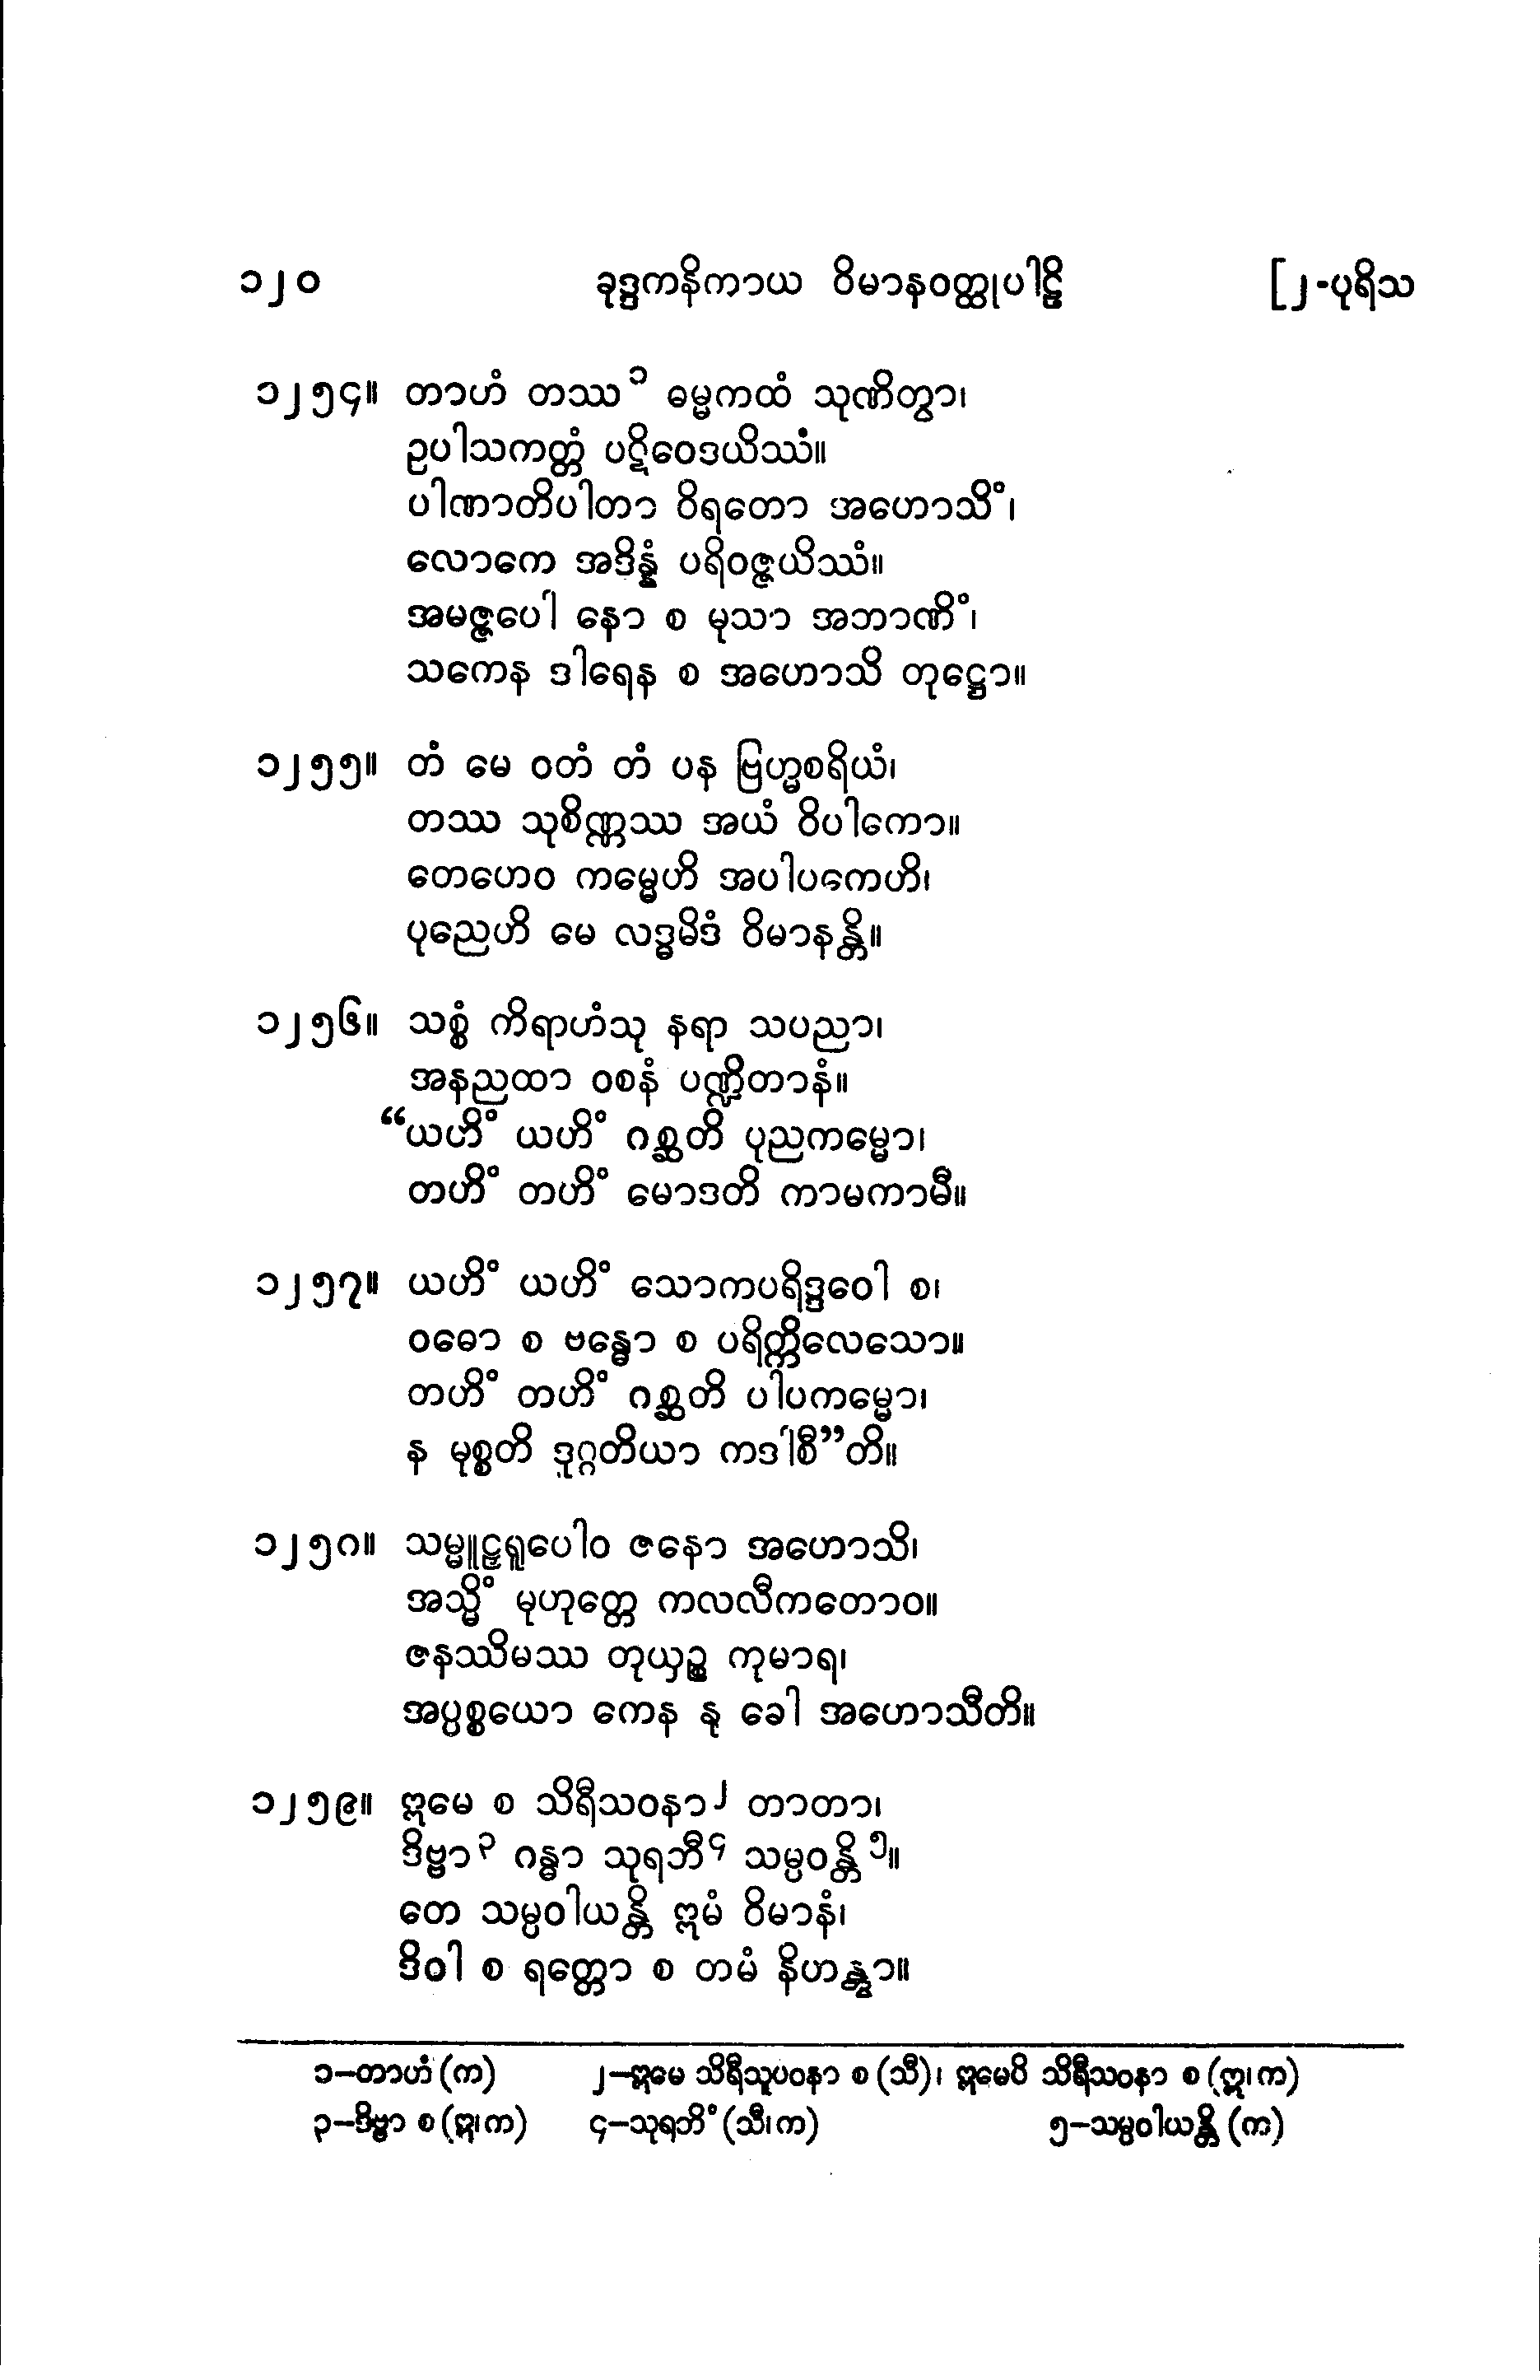 ၁၂၀ ခုဒ္ဒကနိကာယ ဝိမာနဝတ္ထုပါဠိ [၂-ပုရိသ
၁၂၅၄။ တာဟံ တဿ ၁ ဓမ္မကထံ သုဏိတွာ၊
ဥပါသကတ္တံ ပဋိဝေဒယိဿံ။
ပါဏာတိပါတာ ဝိရတော အဟောသိံ၊
လောကေ အဒိန္နံ ပရိဝဇ္ဇယိဿံ။
အမဇ္ဇပေါ နော စ မုသာ အဘာဏိံ၊
သကေန ဒါရေန စ အဟောသိ တုဋ္ဌော။
၁၂၅၅။ တံ မေ ဝတံ တံ ပန ဗြဟ္မစရိယံ၊
တဿ သုစိဏ္ဏဿ အယံ ဝိပါကော။
တေဟေဝ ကမ္မေဟိ အပါပကေဟိ၊
ပုညေဟိ မေ လဒ္ဓမိဒံ ဝိမာနန္တိ။
၁၂၅၆။ သစ္စံ ကိရာဟံသု နရာ သပညာ၊
အနညထာ ဝစနံ ပဏ္ဍိတာနံ။
“ယဟိံ ယဟိံ ဂစ္ဆတိ ပုညကမ္မော၊
တဟိံ တဟိံ မောဒတိ ကာမကာမီ။
၁၂၅၇။ ယဟိံ ယဟိံ သောကပရိဒ္ဒဝေါ စ၊
ဝဓော စ ဗန္ဓော စ ပရိက္ကိလေသော။
တဟိံ တဟိံ ဂစ္ဆတိ ပါပကမ္မော၊
န မုစ္စတိ ဒုဂ္ဂတိယာ ကဒါစီ”တိ။
၁၂၅၈။ သမ္မူဠှရူပေါဝ ဇနော အဟောသိ၊
အသ္မိံ မုဟုတ္တေ ကလလီကတောဝ။
ဇနဿိမဿ တုယှဉ္စ ကုမာရ၊
အပ္ပစ္စယော ကေန နု ခေါ အဟောသီတိ။
၁၂၅၉။ ဣမေ စ သိရီသဝနာ ၂ တာတာ၊
ဒိဗ္ဗာ ၃ ဂန္ဓာ သုရဘီ ၄ သမ္ပဝန္တိ ၅။
တေ သမ္ပဝါယန္တိ ဣမံ ဝိမာနံ၊
ဒိဝါ စ ရတ္တော စ တမံ နိဟန္တွာ။
၁–တာဟံ (က) ၂–ဣမေ သိရီသူပဝနာ စ (သီ)၊ ဣမေပိ သိရီသဝနာ စ (ဣ၊က)
၃–ဒိဗ္ဗာ စ (ဣ၊က) ၄–သုရဘိံ (သီ၊က) ၅–သမ္ပဝါယန္တိ (က)